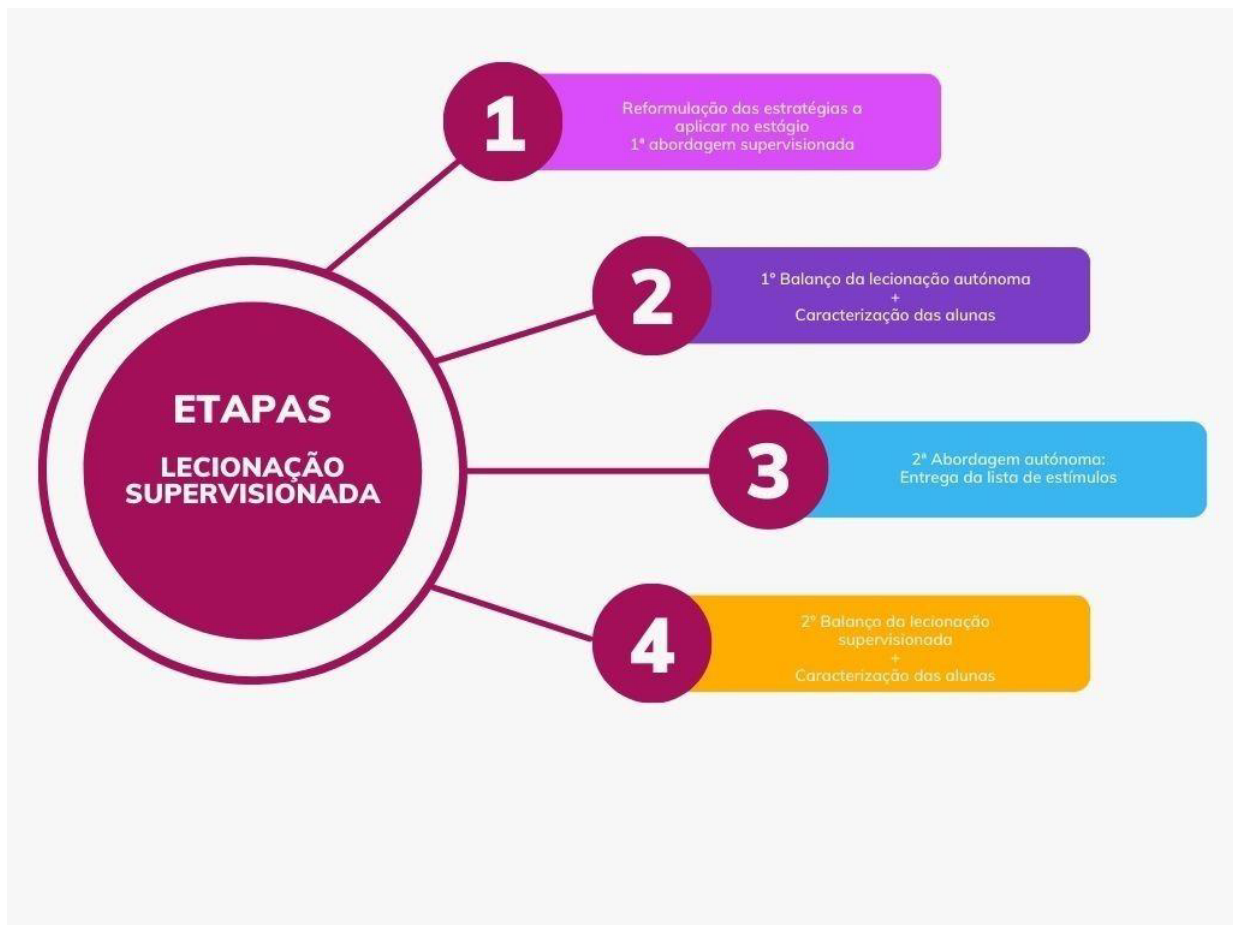 ETAPAS
LECIONAÇÃO
SUPERVISIONADA
1
Reformulação das estratégias a
aplicar no estágio
1ª abordagem supervisionada
2
1º Balanço da lecionação autónoma
+
Caracterização das alunas
3
2ª Abordagem autónoma:
Entrega da lista de estímulos
4
2º Balanço da lecionação
supervisionada
+
Caracterização das alunas